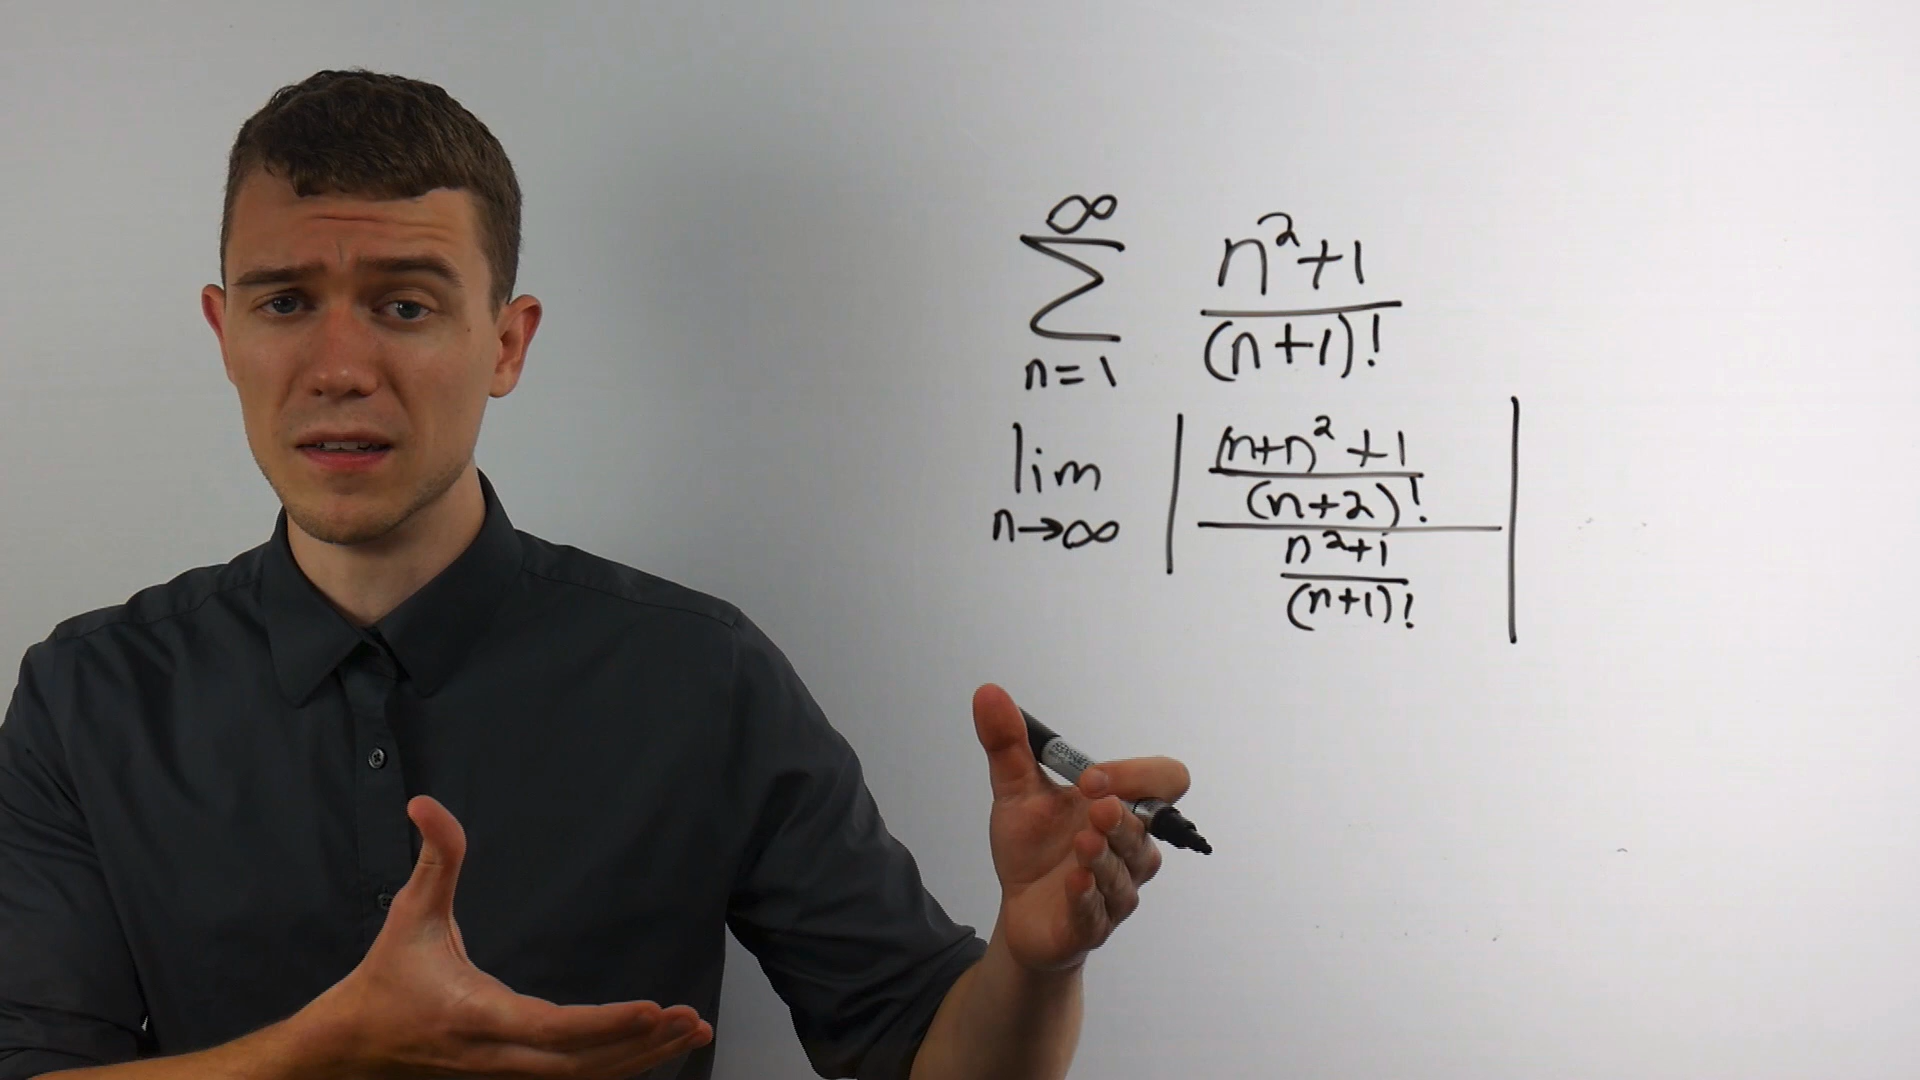 ∞
∑ n²+1
(n+1)!
n=1
lim | (n+1)²+1
(n+2)!
n→∞ n²+1
(n+1)! |